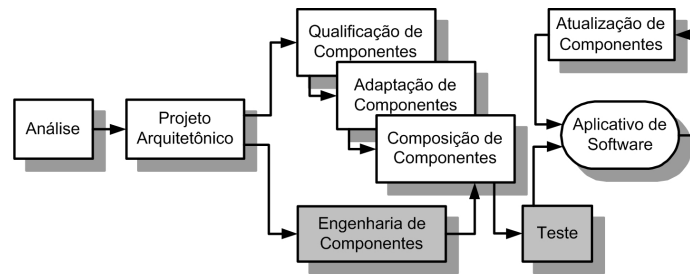 Análise
Projeto
Arquitetônico
Qualificação de
Componentes
Adaptação de
Componentes
Composição de
Componentes
Engenharia de
Componentes
Teste
Atualização de
Componentes
Aplicativo de
Software